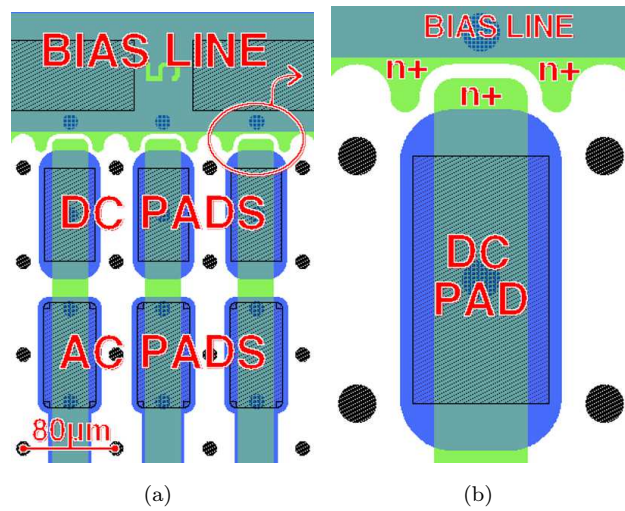 BIAS LINE
DC PADS
AC PADS
80µm
(a)
BIAS LINE
n+ n+
n+
DC
PAD
(b)